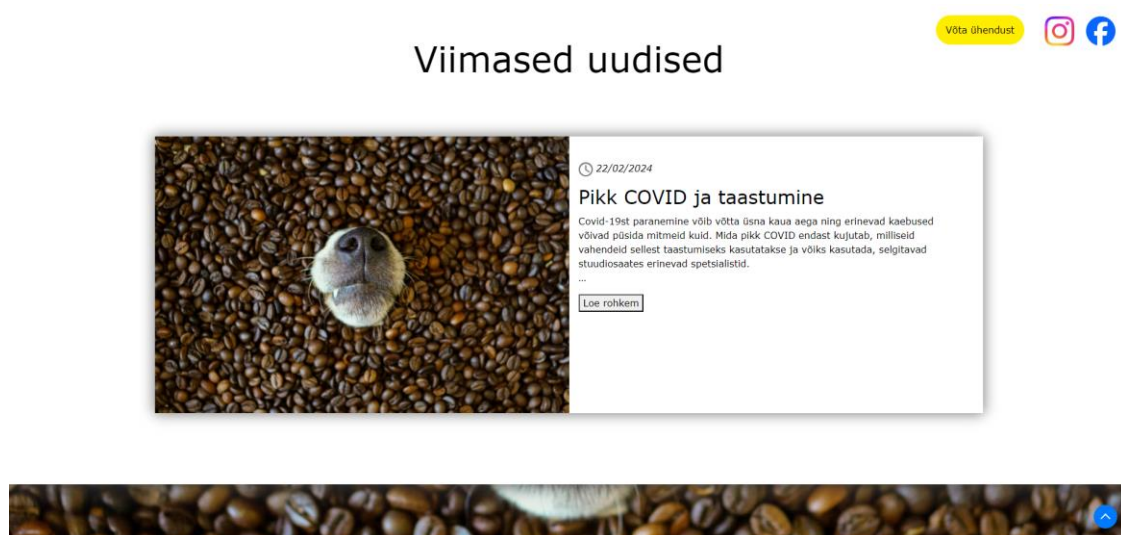 Võta ühendust
Viimased uudised
22/02/2024
Pikk COVID ja taastumine
Covid-19st paranemine võib võtta üsna kaua aega ning erinevad kaebused
võivad püsida mitmeid kuid. Mida pikk COVID endast kujutab, milliseid
vahendeid sellest taastumiseks kasutatakse ja võiks kasutada, selgitavad
stuudiosaates erinevad spetsialistid.
...
Loe rohkem